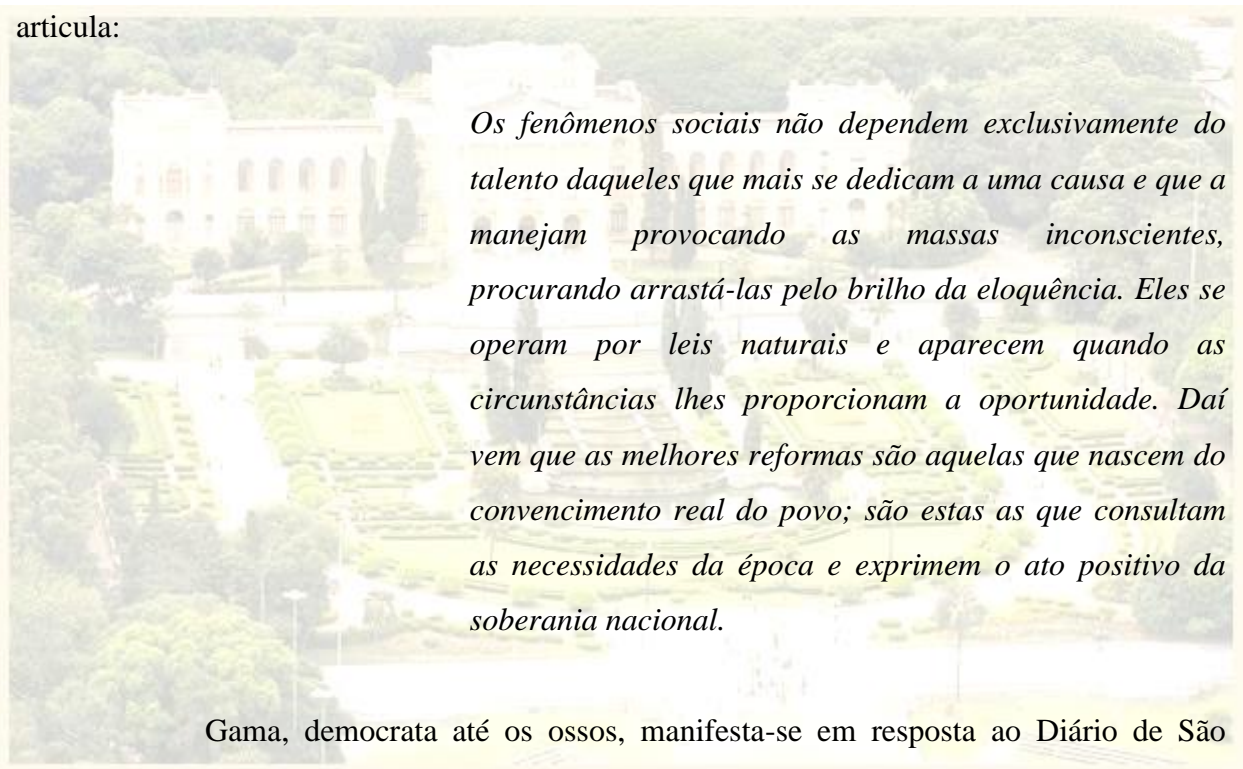 articula:
Os fenômenos sociais não dependem exclusivamente do
talento daqueles que mais se dedicam a uma causa e que a
manejam provocando as massas inconscientes,
procurando arrastá-las pelo brilho da eloquência. Eles se
operam por leis naturais e aparecem quando as
circunstâncias lhes proporcionam a oportunidade. Daí
vem que as melhores reformas são aquelas que nascem do
convencimento real do povo; são estas as que consultam
as necessidades da época e exprimem o ato positivo da
soberania nacional.
Gama, democrata até os ossos, manifesta-se em resposta ao Diário de São